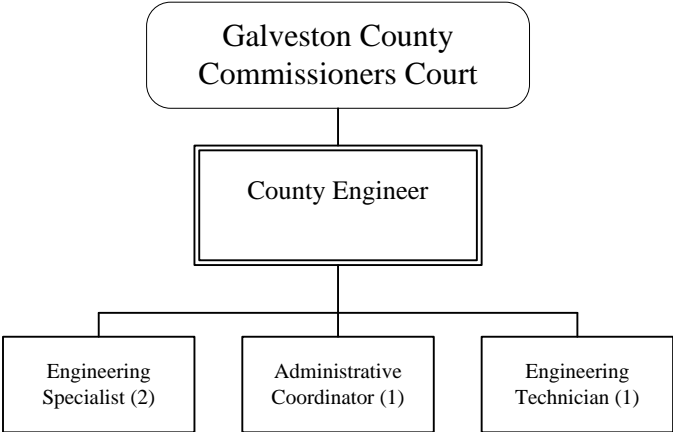 Galveston County
Commissioners Court
County Engineer
Engineering
Specialist (2)
Administrative
Coordinator (1)
Engineering
Technician (1)